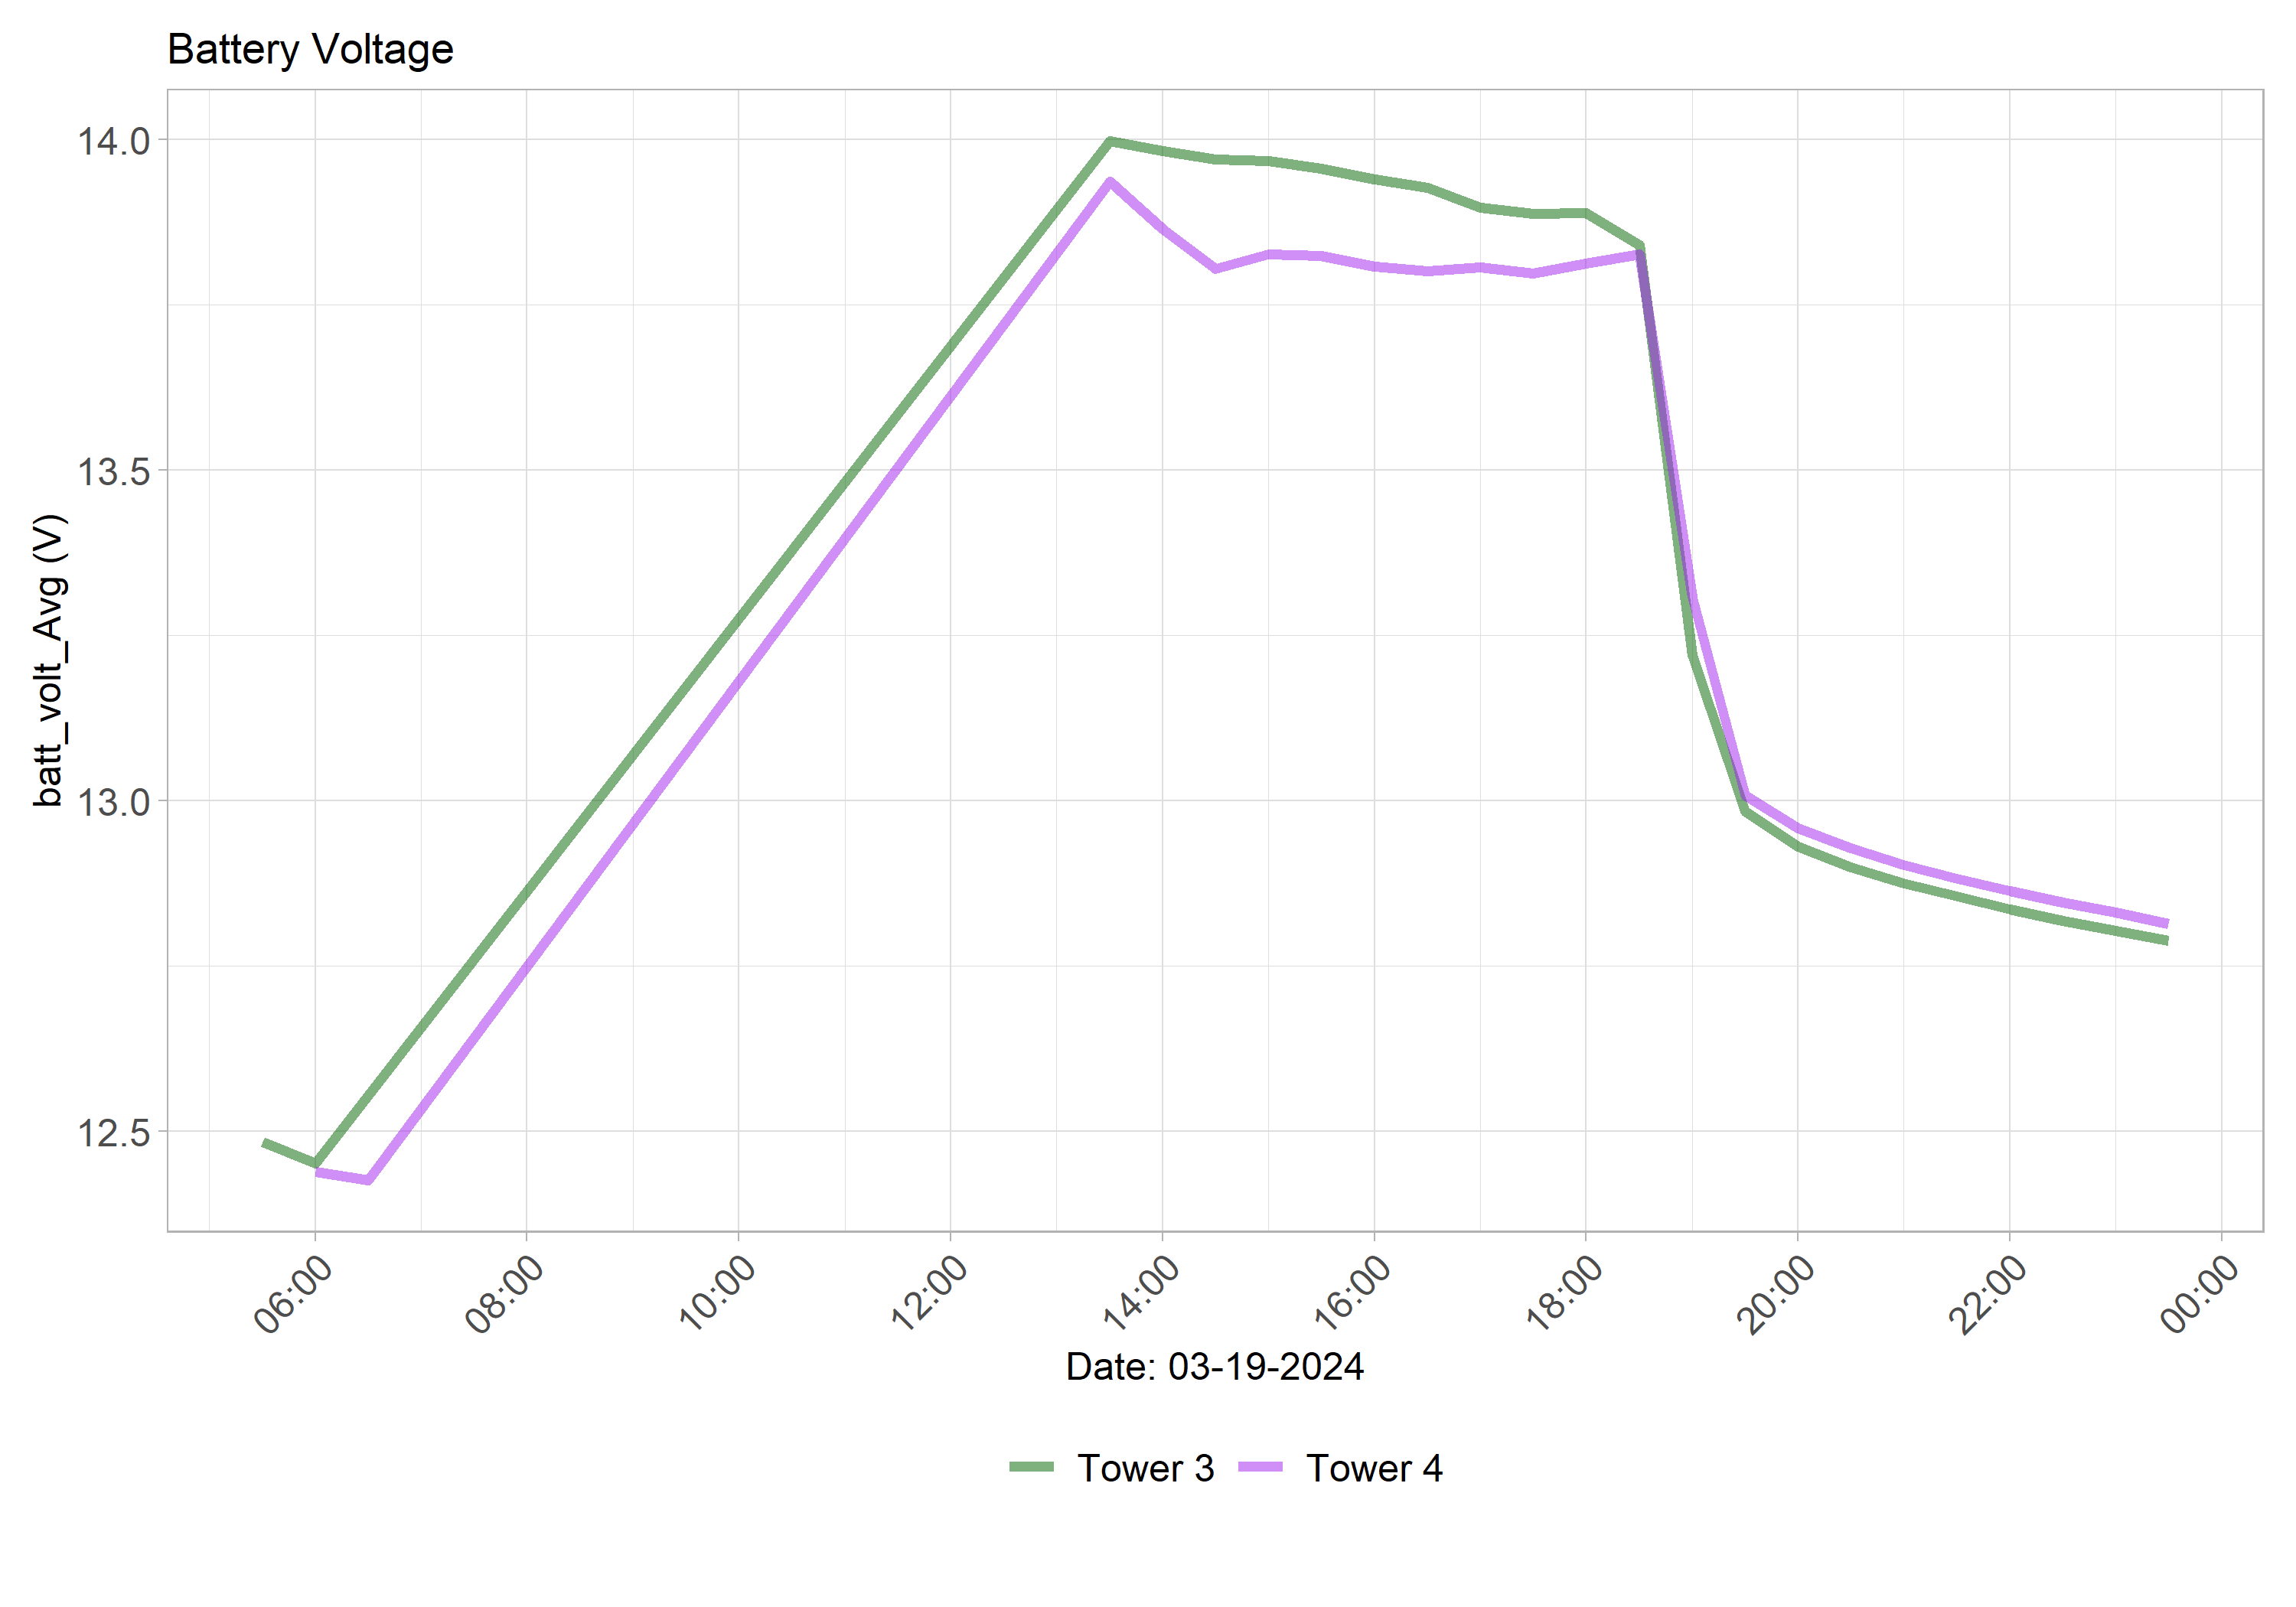 Battery Voltage
batt_volt_Avg (V)
14.0
13.5
13.0
12.5
06:00 08:00 10:00 12:00 14:00 16:00 18:00 20:00 22:00 00:00
Date: 03-19-2024
Tower 3 Tower 4